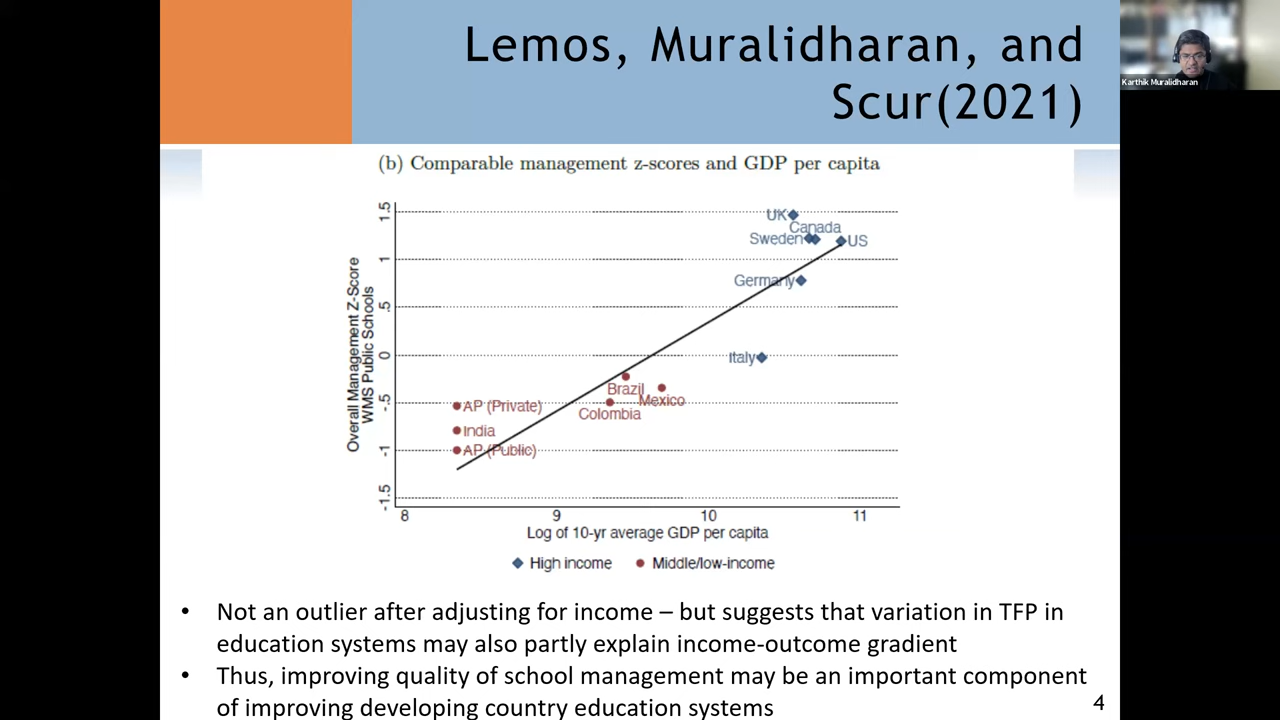 Lemos, Muralidharan, and
Scur(2021)
Karthik Muralidharan
(b) Comparable management z-scores and GDP per capita
Overall Management Z-Score
WMS Public Schools
1.5
1
.5
0
-.5
-1
-1.5
UK
Canada
Sweden
US
Germany
Italy
Brazil
Mexico
Colombia
AP (Private)
India
AP (Public)
8 9 10 11
Log of 10-yr average GDP per capita
High income Middle/low-income
• Not an outlier after adjusting for income – but suggests that variation in TFP in
education systems may also partly explain income-outcome gradient
• Thus, improving quality of school management may be an important component
of improving developing country education systems
4